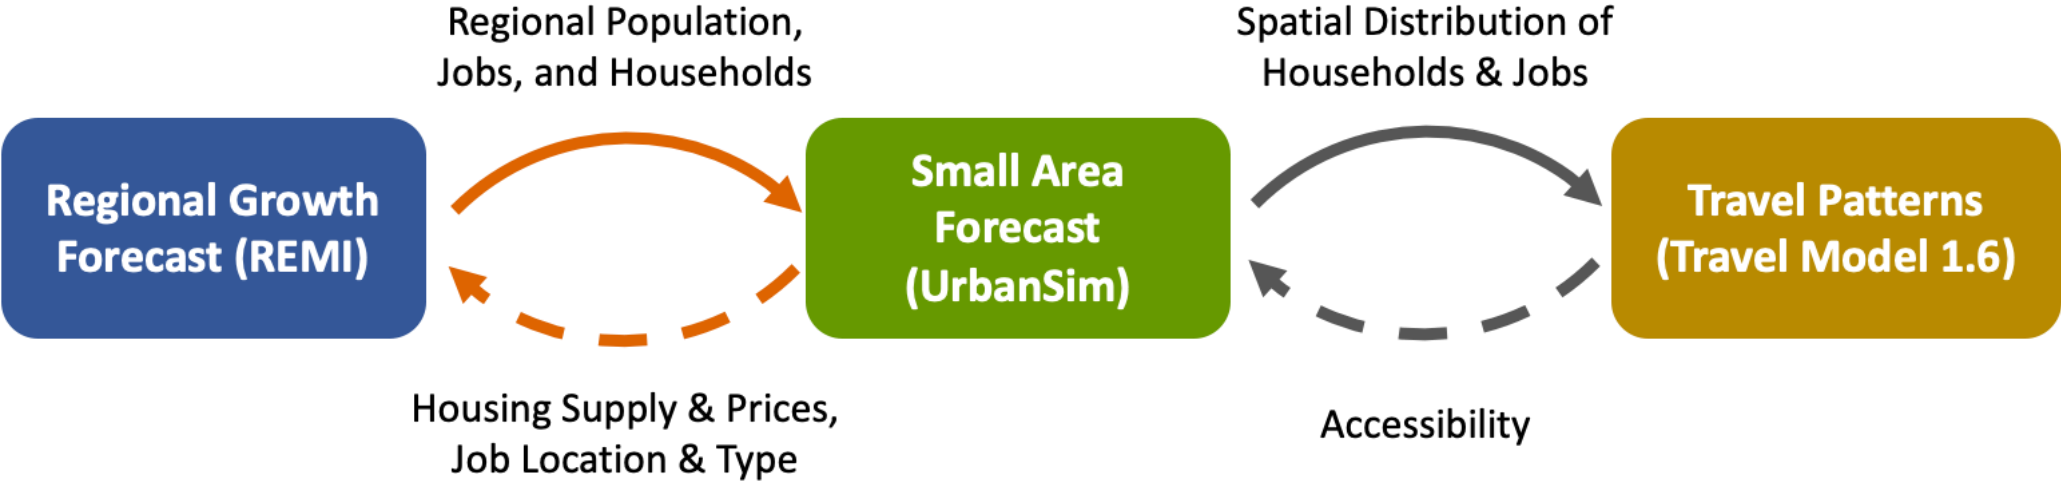 Regional Population,
Jobs, and Households
Spatial Distribution of
Households & Jobs
Regional Growth
Forecast (REMI)
Small Area
Forecast
(UrbanSim)
Travel Patterns
(Travel Model 1.6)
Housing Supply & Prices,
Job Location & Type
Accessibility